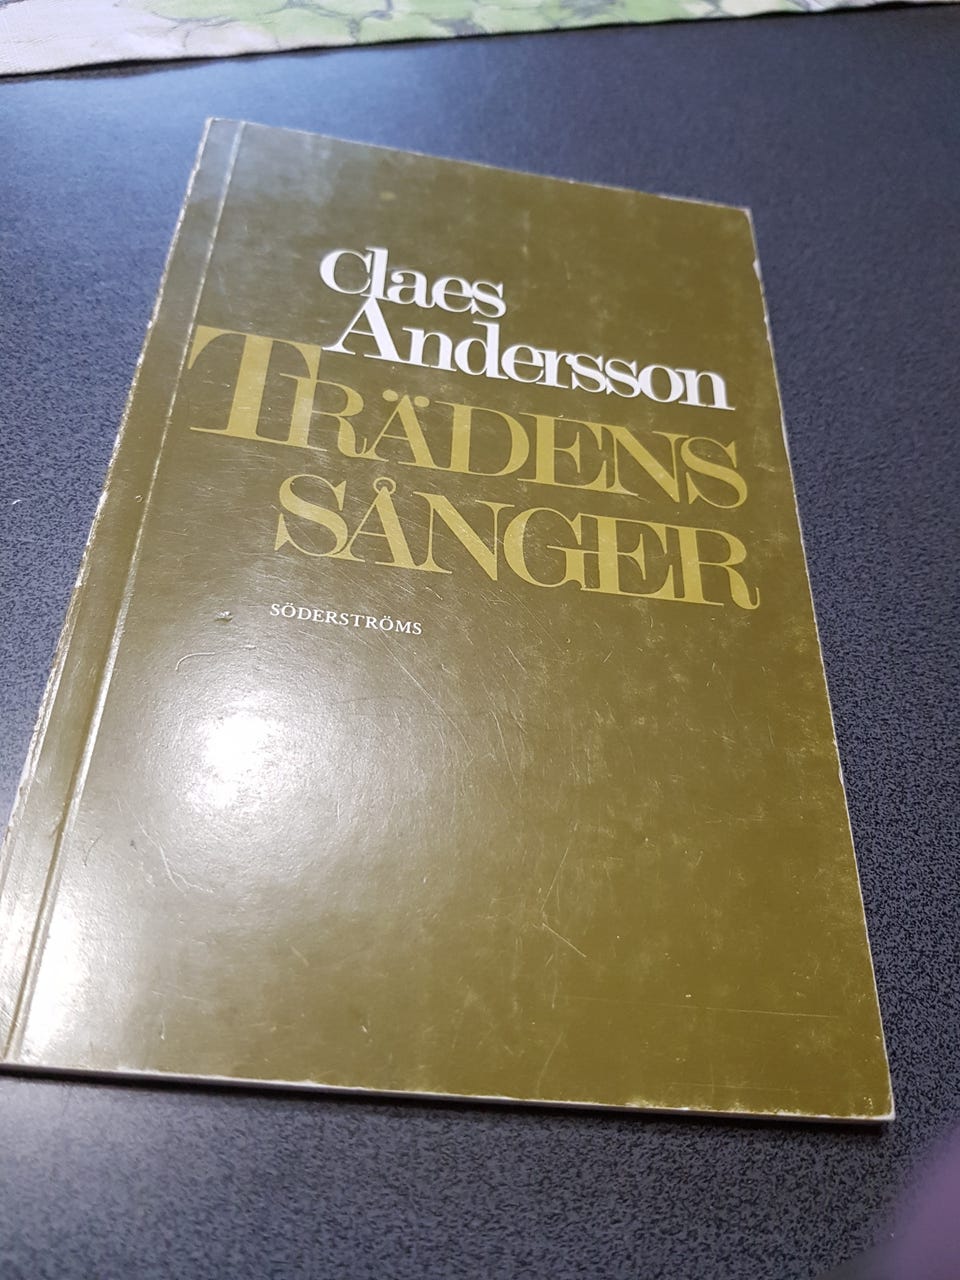 Claes
Andersson
TRÄDENS
SÅNGER
SÖDERSTRÖMS